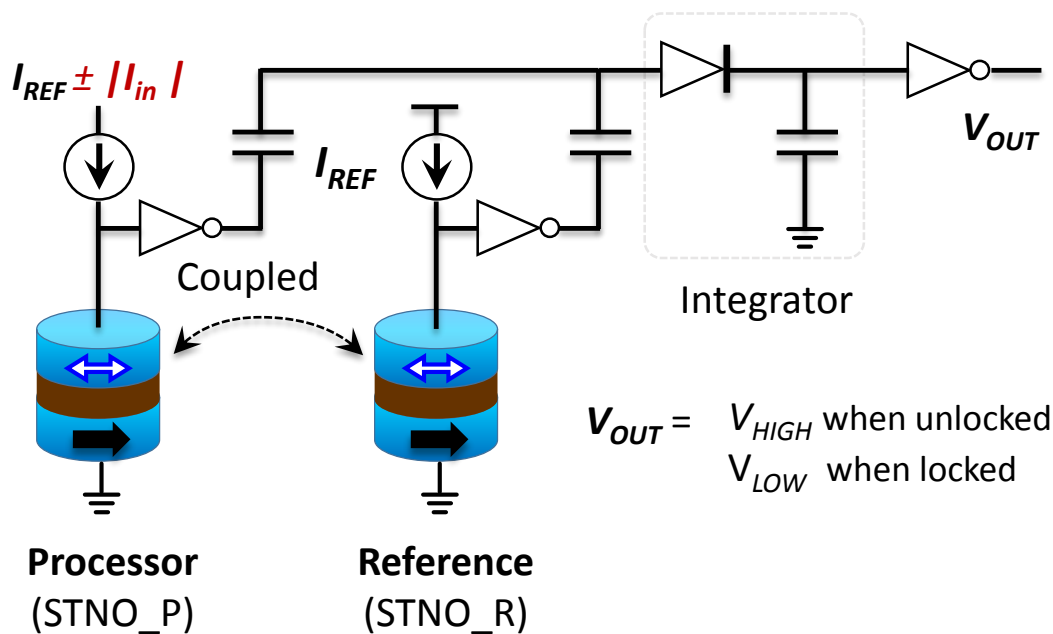 I_REF ± |I_in|
I_REF
V_OUT
Coupled
Integrator
V_OUT = V_HIGH when unlocked
V_LOW when locked
Processor
(STNO_P)
Reference
(STNO_R)